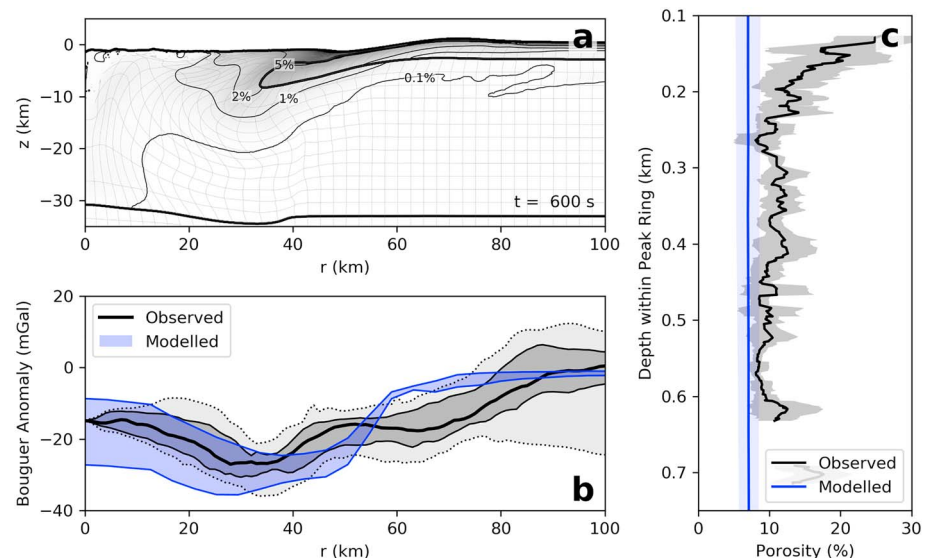 a
0
−10
−20
−30
z (km)
5%
2%
1%
0.1%
t = 600 s
0 20 40 60 80 100
r (km)
20
0
−20
−40
Bouguer Anomaly (mGal)
Observed
Modelled
b
0 20 40 60 80 100
r (km)
c
0.1
0.2
0.3
0.4
0.5
0.6
0.7
Depth within Peak Ring (km)
Observed
Modelled
0 10 20 30
Porosity (%)